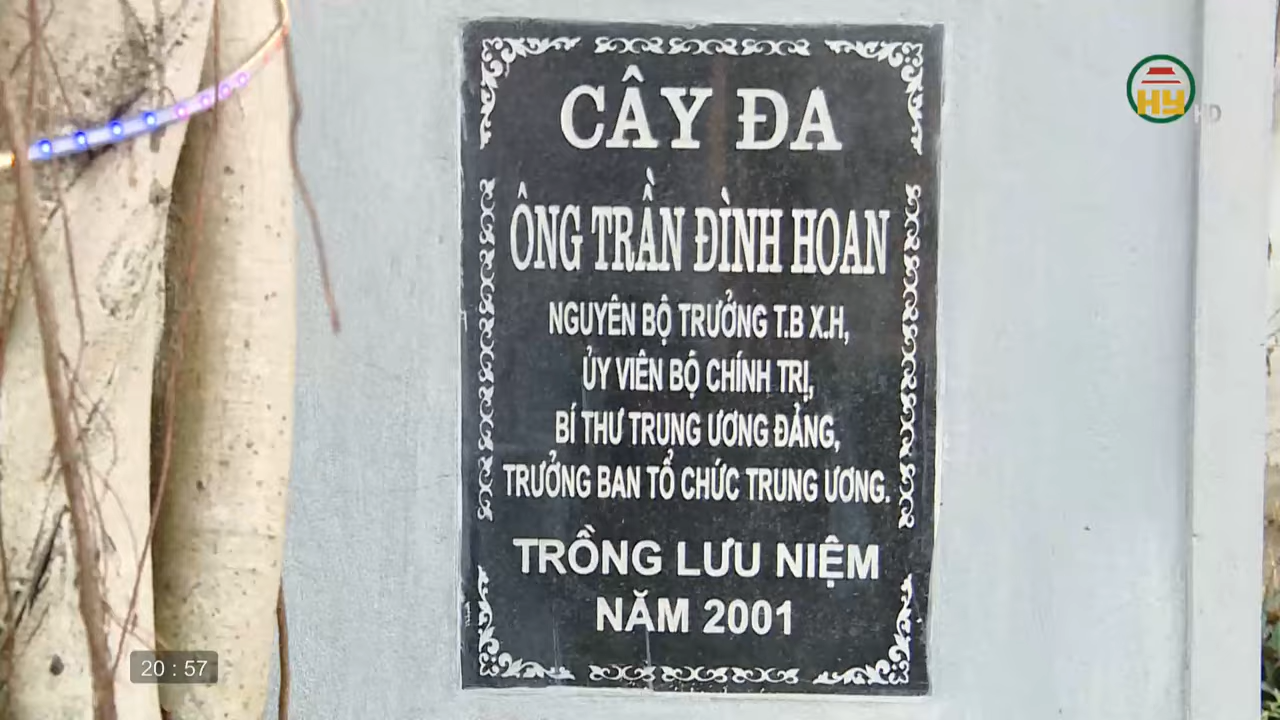 CÂY ĐA
ÔNG TRẦN ĐÌNH HOAN
NGUYÊN BỘ TRƯỞNG T.B X.H,
ỦY VIÊN BỘ CHÍNH TRỊ,
BÍ THƯ TRUNG ƯƠNG ĐẢNG,
TRƯỞNG BAN TỔ CHỨC TRUNG ƯƠNG.
TRỒNG LƯU NIỆM
NĂM 2001
HY HD
20 : 57